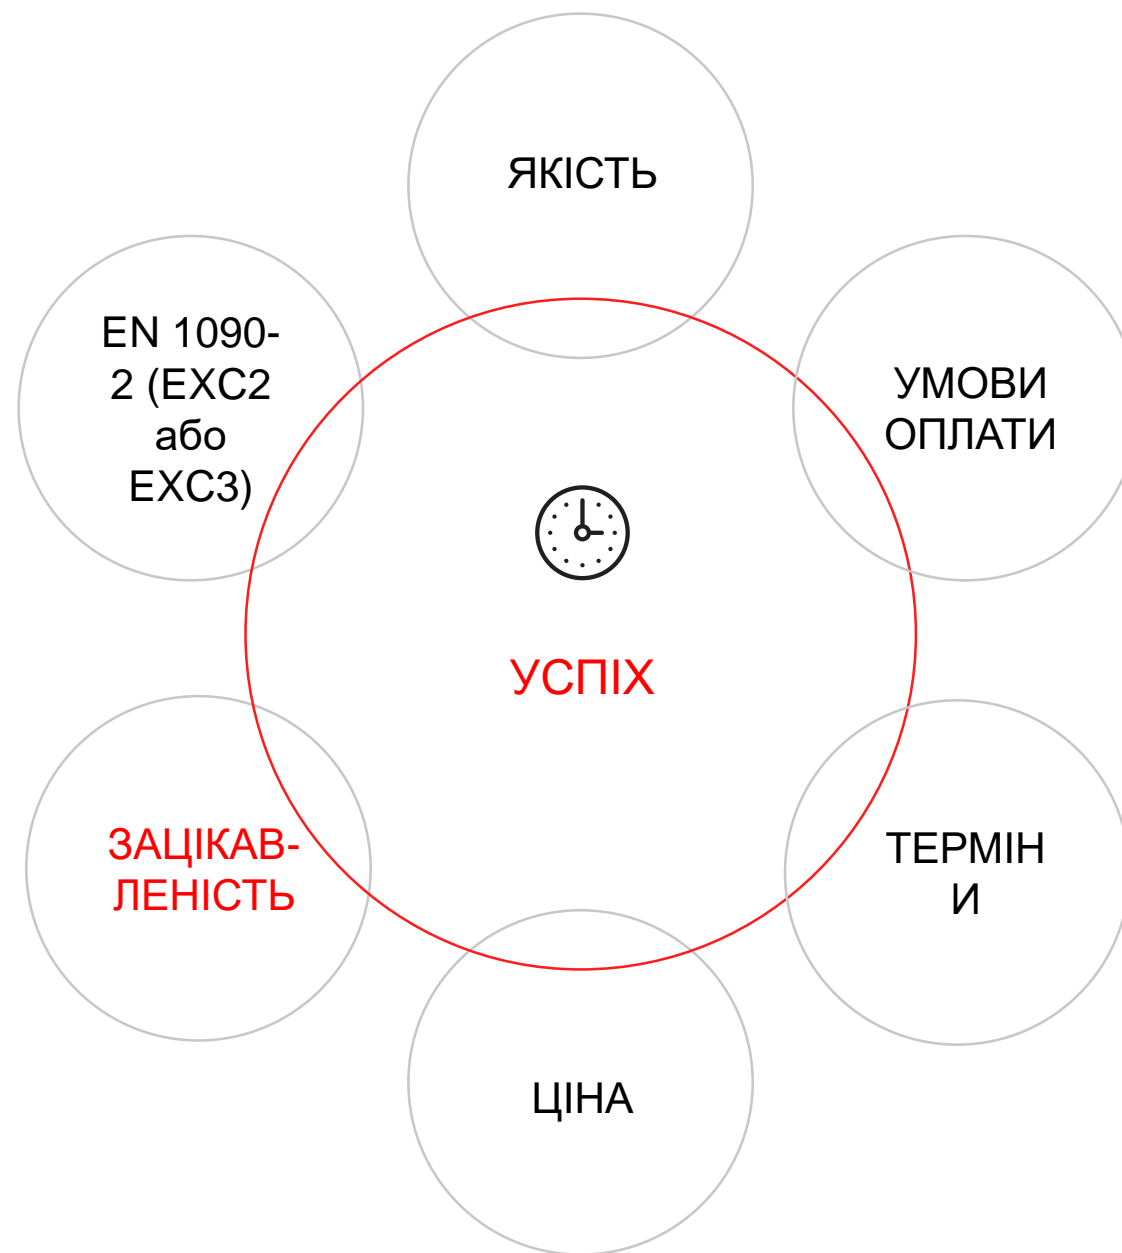 ЯКІСТЬ
EN 1090-
2 (EXC2
або
EXC3)
УМОВИ
ОПЛАТИ
УСПІХ
ЗАЦІКАВ-
ЛЕНІСТЬ
ТЕРМІН
И
ЦІНА